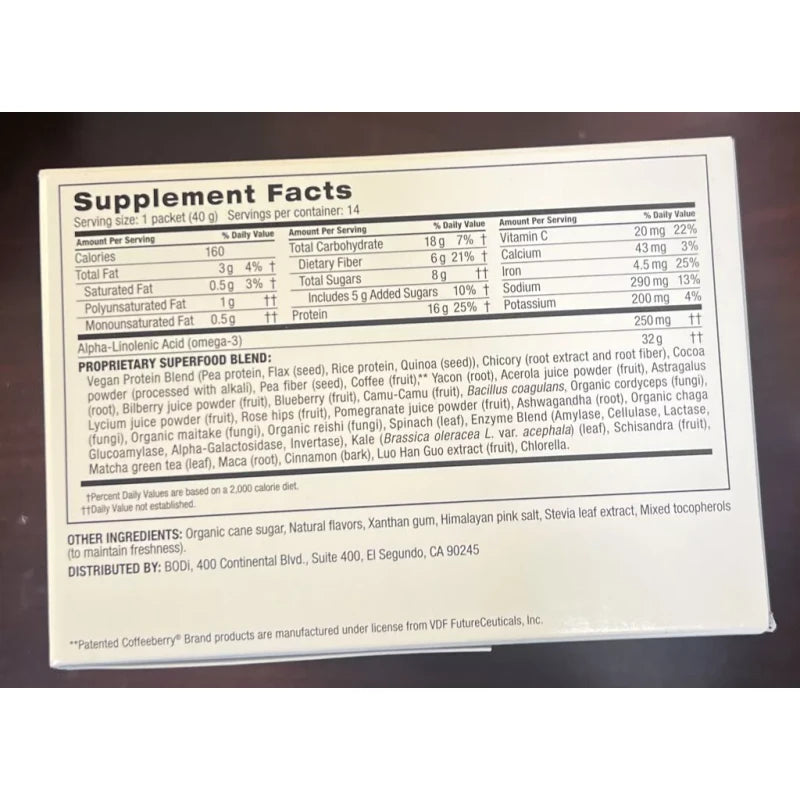 Supplement Facts
Serving size: 1 packet (40 g) Servings per container: 14
Amount Per Serving % Daily Value
Calories 160
Total Fat 3g 4% †
Saturated Fat 0.5g 3% †
Polyunsaturated Fat 1g ††
Monounsaturated Fat 0.5g ††
Amount Per Serving % Daily Value
Total Carbohydrate 18g 7% †
Dietary Fiber 6g 21% †
Total Sugars 8g ††
Includes 5 g Added Sugars 10% †
Protein 16g 25% †
Amount Per Serving % Daily Value
Vitamin C 20mg 22%
Calcium 43mg 3%
Iron 4.5mg 25%
Sodium 290mg 13%
Potassium 200mg 4%
Alpha-Linolenic Acid (omega-3) 250mg ††
PROPRIETARY SUPERFOOD BLEND: 32g ††
Vegan Protein Blend (Pea protein, Flax (seed), Rice protein, Quinoa (seed)), Chicory (root extract and root fiber), Cocoa
powder (processed with alkali), Pea fiber (seed), Coffee (fruit),** Yacon (root), Acerola juice powder (fruit), Astragalus
(root), Bilberry juice powder (fruit), Blueberry (fruit), Camu-Camu (fruit), Bacillus coagulans, Organic cordyceps (fungi),
Lycium juice powder (fruit), Rose hips (fruit), Pomegranate juice powder (fruit), Ashwagandha (root), Organic chaga
(fungi), Organic maitake (fungi), Organic reishi (fungi), Spinach (leaf), Enzyme Blend (Amylase, Cellulase, Lactase,
Glucoamylase, Alpha-Galactosidase, Invertase), Kale (Brassica oleracea L. var. acephala) (leaf), Schisandra (fruit),
Matcha green tea (leaf), Maca (root), Cinnamon (bark), Luo Han Guo extract (fruit), Chlorella.
†Percent Daily Values are based on a 2,000 calorie diet.
††Daily Value not established.
OTHER INGREDIENTS: Organic cane sugar, Natural flavors, Xanthan gum, Himalayan pink salt, Stevia leaf extract, Mixed tocopherols
(to maintain freshness).
DISTRIBUTED BY: BODi, 400 Continental Blvd., Suite 400, El Segundo, CA 90245
**Patented Coffeeberry® Brand products are manufactured under license from VDF FutureCeuticals, Inc.